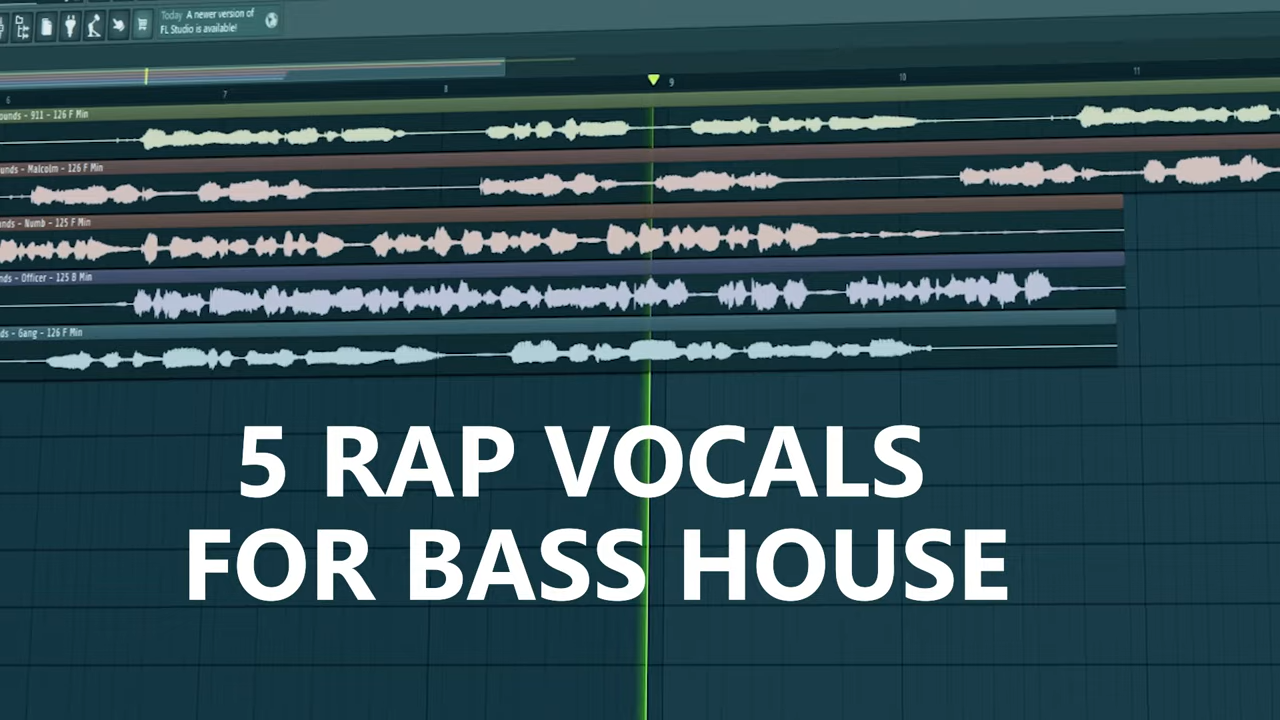 Today A newer version of
FL Studio is available!
6 7 8 9 10 11
ounds - 911 - 126 F Min
unds - Malcolm - 126 F Min
nds - Numb - 125 F Min
nds - Officer - 125 B Min
ds - Gang - 126 F Min
5 RAP VOCALS
FOR BASS HOUSE